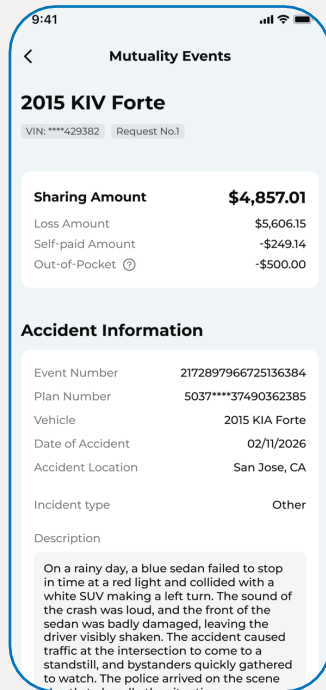 9:41
Mutuality Events
2015 KIV Forte
VIN: ****429382 Request No.1
Sharing Amount $4,857.01
Loss Amount $5,606.15
Self-paid Amount -$249.14
Out-of-Pocket ? -$500.00
Accident Information
Event Number 2172897966725136384
Plan Number 5037****37490362385
Vehicle 2015 KIA Forte
Date of Accident 02/11/2026
Accident Location San Jose, CA
Incident type Other
Description
On a rainy day, a blue sedan failed to stop
in time at a red light and collided with a
white SUV making a left turn. The sound of
the crash was loud, and the front of the
sedan was badly damaged, leaving the
driver visibly shaken. The accident caused
traffic at the intersection to come to a
standstill, and bystanders quickly gathered
to watch. The police arrived on the scene